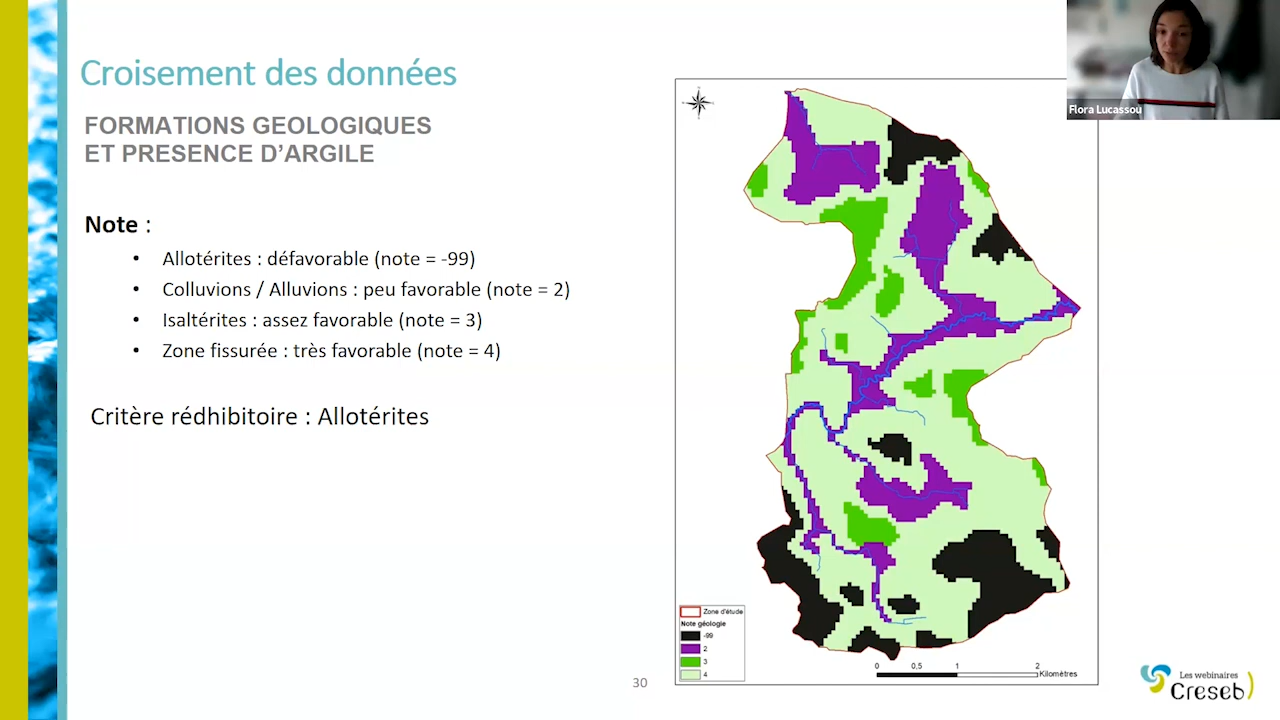 Croisement des données
FORMATIONS GEOLOGIQUES
ET PRESENCE D'ARGILE
Note :
• Allotérites : défavorable (note = -99)
• Colluvions / Alluvions : peu favorable (note = 2)
• Isaltérites : assez favorable (note = 3)
• Zone fissurée : très favorable (note = 4)
Critère rédhibitoire : Allotérites
Flora Lucassou
Zone d'étude
Note géologie
-99
2
3
4
0 0,5 1 2
Kilomètres
30
Les webinaires
Creseb